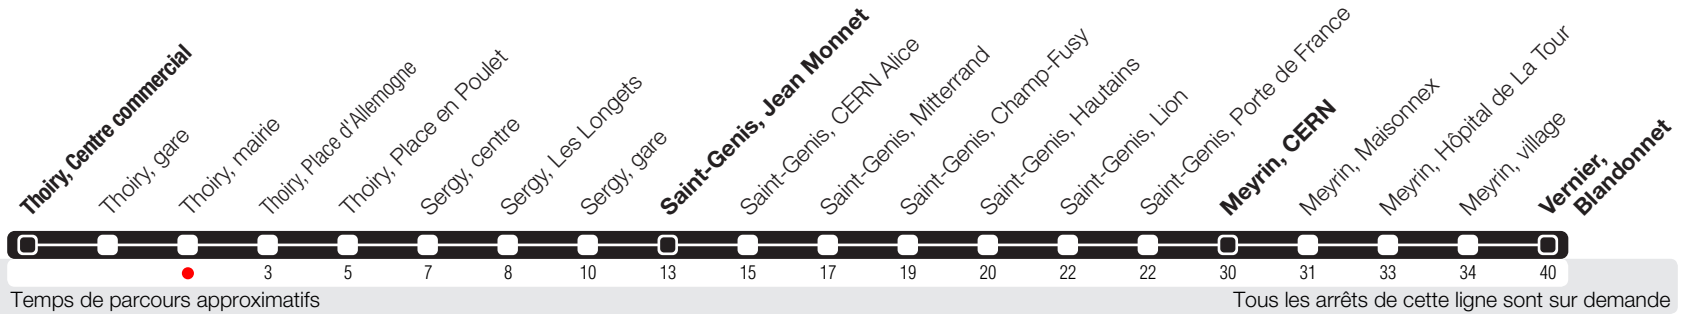 Thoiry, Centre commercial
Thoiry, gare
Thoiry, mairie
Thoiry, Place d'Allemogne
Thoiry, Place en Poulet
Sergy, centre
Sergy, Les Longets
Sergy, gare
Saint-Genis, Jean Monnet
Saint-Genis, CERN Alice
Saint-Genis, Mitterrand
Saint-Genis, Champ-Fusy
Saint-Genis, Hautains
Saint-Genis, Lion
Saint-Genis, Porte de France
Meyrin, CERN
Meyrin, Maisonnex
Meyrin, Hôpital de La Tour
Meyrin, village
Vernier,
Blandonnet
3 5 7 8 10 13 15 17 19 20 22 22 30 31 33 34 40
Temps de parcours approximatifs
Tous les arrêts de cette ligne sont sur demande